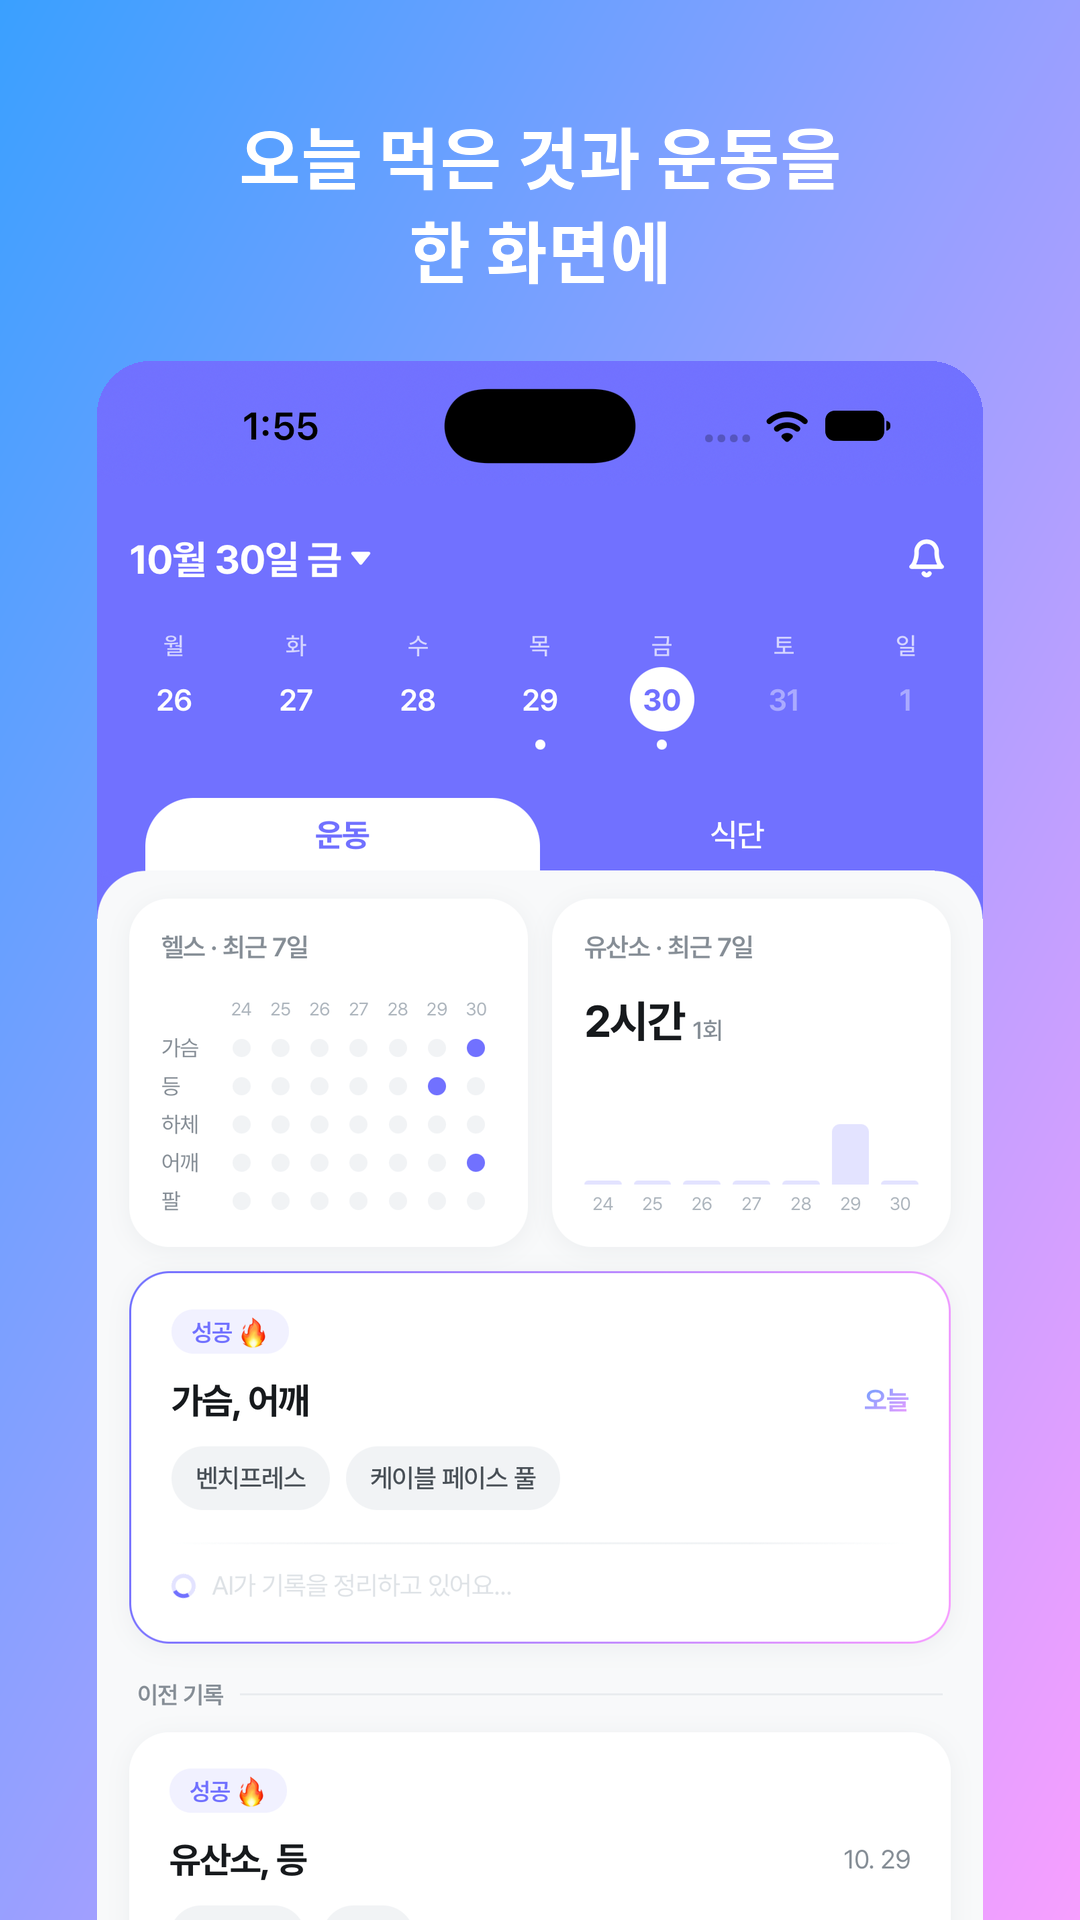 오늘 먹은 것과 운동을
한 화면에
1:55
10월 30일 금
월 화 수 목 금 토 일
26 27 28 29 30 31 1
운동 식단
헬스 · 최근 7일
24 25 26 27 28 29 30
가슴
등
하체
어깨
팔
유산소 · 최근 7일
2시간 1회
24 25 26 27 28 29 30
성공 🔥
가슴, 어깨 오늘
벤치프레스 케이블 페이스 풀
AI가 기록을 정리하고 있어요...
이전 기록
성공 🔥
유산소, 등 10. 29